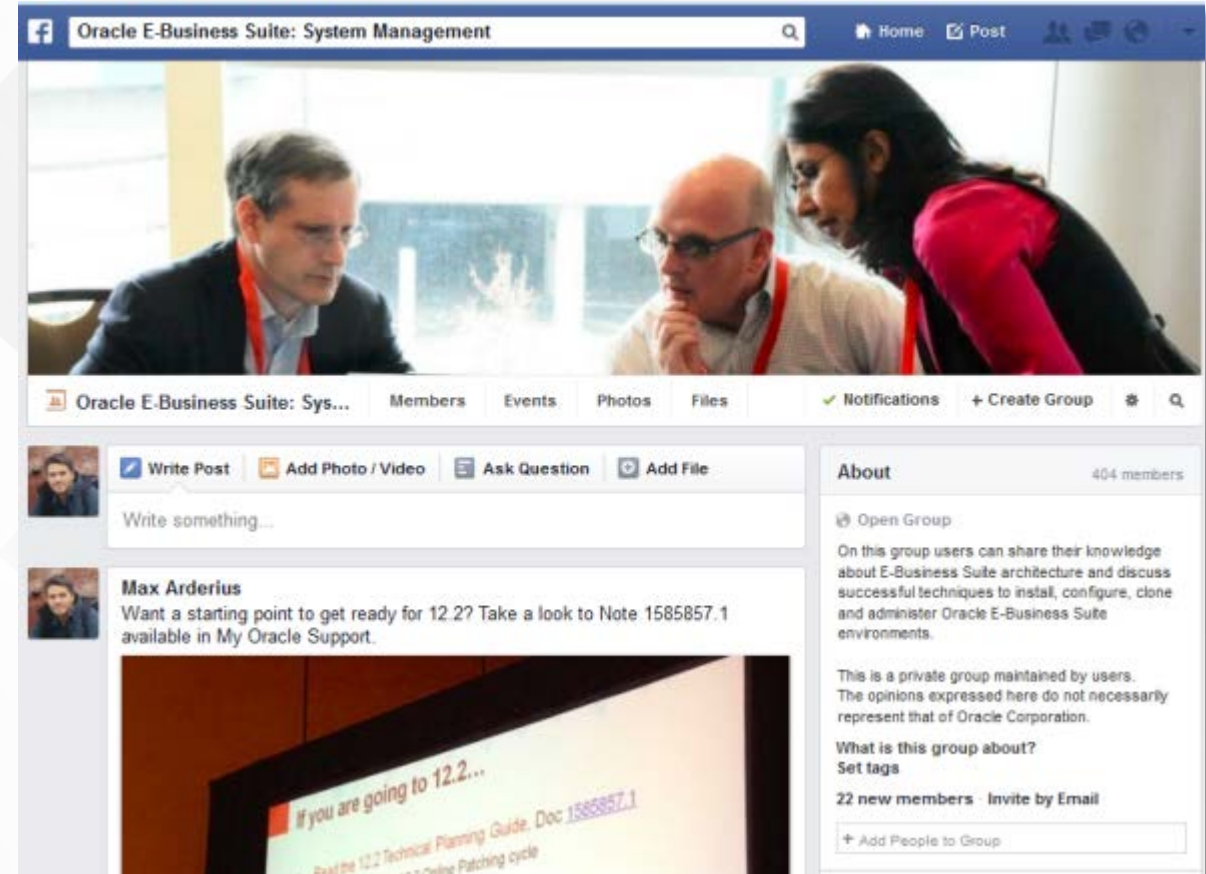 f
Oracle E-Business Suite: System Management
Home
Post
Oracle E-Business Suite: Sys...
Members
Events
Photos
Files
Notifications
+ Create Group
Write Post
Add Photo / Video
Ask Question
Add File
Write something...
Max Arderius
Want a starting point to get ready for 12.2? Take a look to Note 1585857.1
available in My Oracle Support.
If you are going to 12.2...
Read the 12.2 Technical Planning Guide, Doc 1585857.1
Online Patching cycle
About
404 members
Open Group
On this group users can share their knowledge
about E-Business Suite architecture and discuss
successful techniques to install, configure, clone
and administer Oracle E-Business Suite
environments.
This is a private group maintained by users.
The opinions expressed here do not necessarily
represent that of Oracle Corporation.
What is this group about?
Set tags
22 new members · Invite by Email
+ Add People to Group